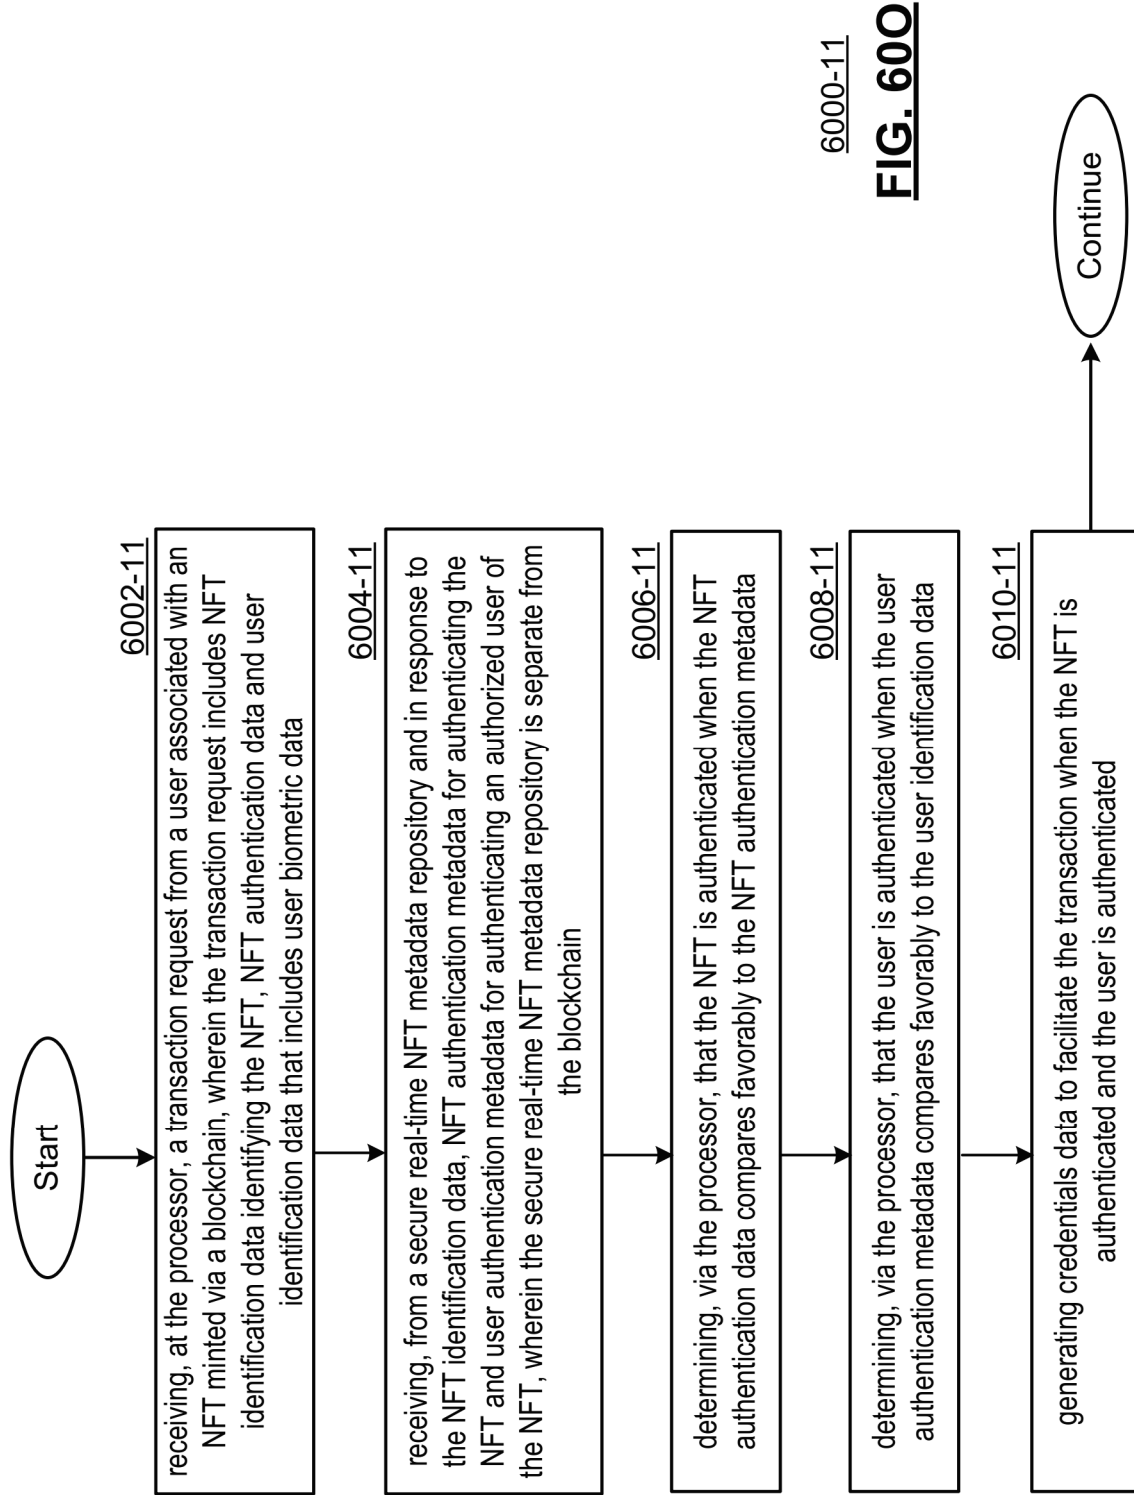 Start
6002-11
receiving, at the processor, a transaction request from a user associated with an
NFT minted via a blockchain, wherein the transaction request includes NFT
identification data identifying the NFT, NFT authentication data and user
identification data that includes user biometric data
6004-11
receiving, from a secure real-time NFT metadata repository and in response to
the NFT identification data, NFT authentication metadata for authenticating the
NFT and user authentication metadata for authenticating an authorized user of
the NFT, wherein the secure real-time NFT metadata repository is separate from
the blockchain
6006-11
determining, via the processor, that the NFT is authenticated when the NFT
authentication data compares favorably to the NFT authentication metadata
6008-11
determining, via the processor, that the user is authenticated when the user
authentication metadata compares favorably to the user identification data
6010-11
generating credentials data to facilitate the transaction when the NFT is
authenticated and the user is authenticated
Continue
6000-11
FIG. 60O